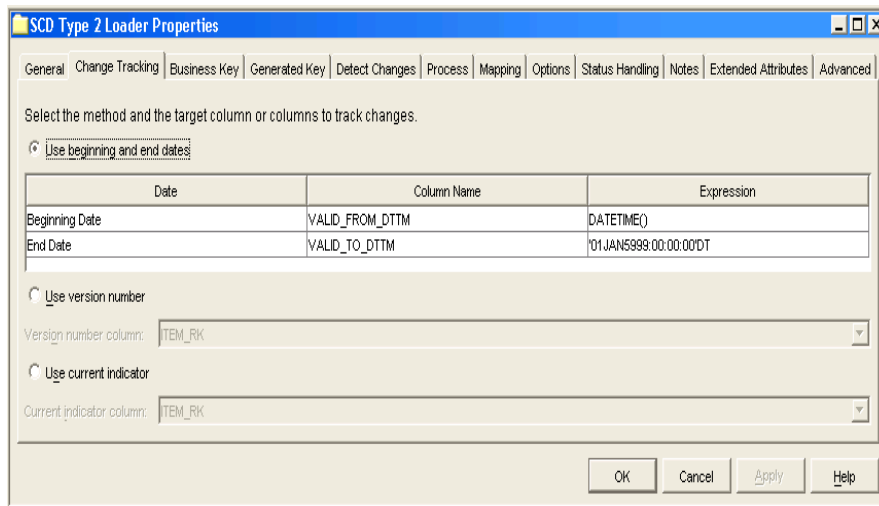 SCD Type 2 Loader Properties
General Change Tracking Business Key Generated Key Detect Changes Process Mapping Options Status Handling Notes Extended Attributes Advanced
Select the method and the target column or columns to track changes.
Use beginning and end dates
Date Column Name Expression
Beginning Date VALID_FROM_DTTM DATETIME()
End Date VALID_TO_DTTM '01JAN5999:00:00:00'DT
Use version number
Version number column: ITEM_RK
Use current indicator
Current indicator column: ITEM_RK
OK Cancel Apply Help